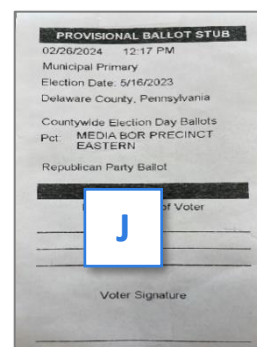 PROVISIONAL BALLOT STUB
02/26/2024 12:17 PM
Municipal Primary
Election Date: 5/16/2023
Delaware County, Pennsylvania
Countywide Election Day Ballots
Pct: MEDIA BOR PRECINCT
EASTERN
Republican Party Ballot
of Voter
J
Voter Signature